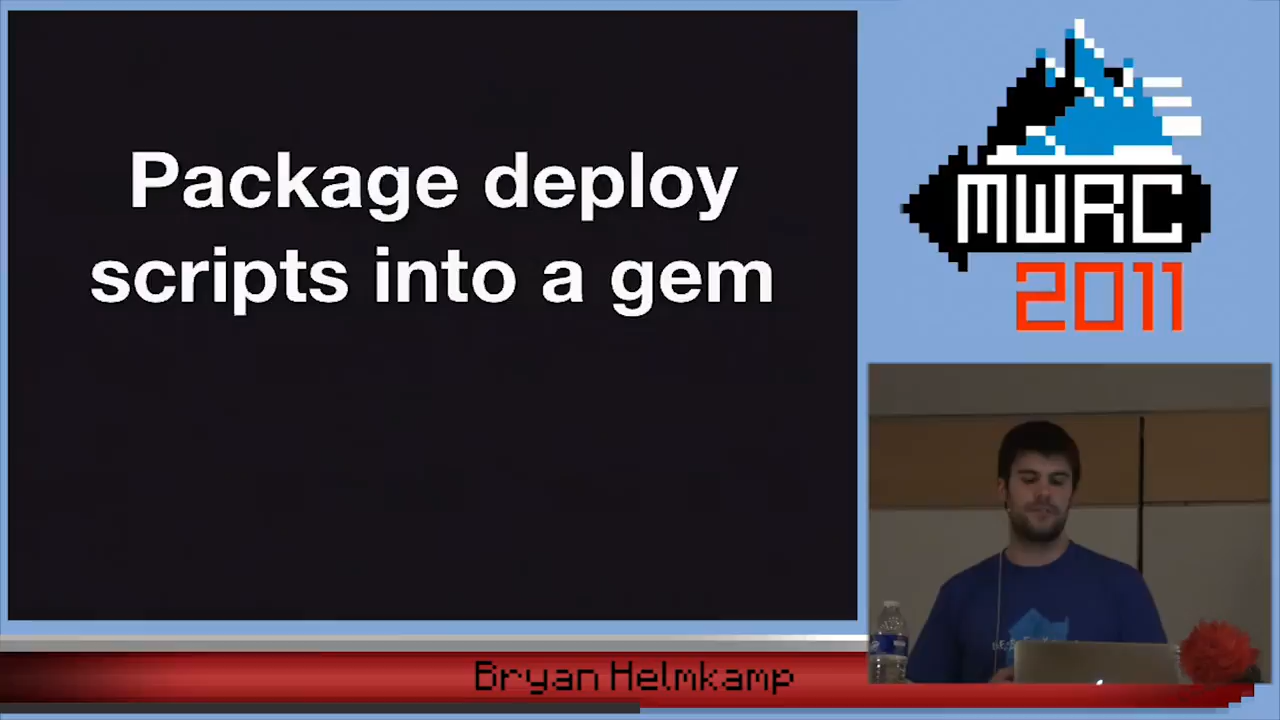 Package deploy
scripts into a gem
MWRC
2011
Bryan Helmkamp